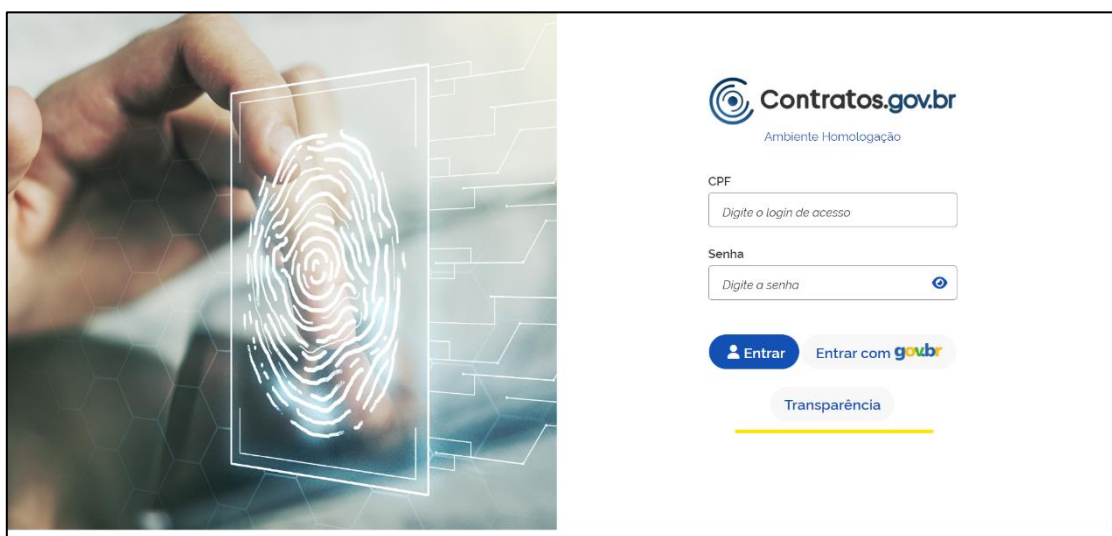 Contratos.gov.br
Ambiente Homologação
CPF
Digite o login de acesso
Senha
Digite a senha
Entrar
Entrar com gov.br
Transparência